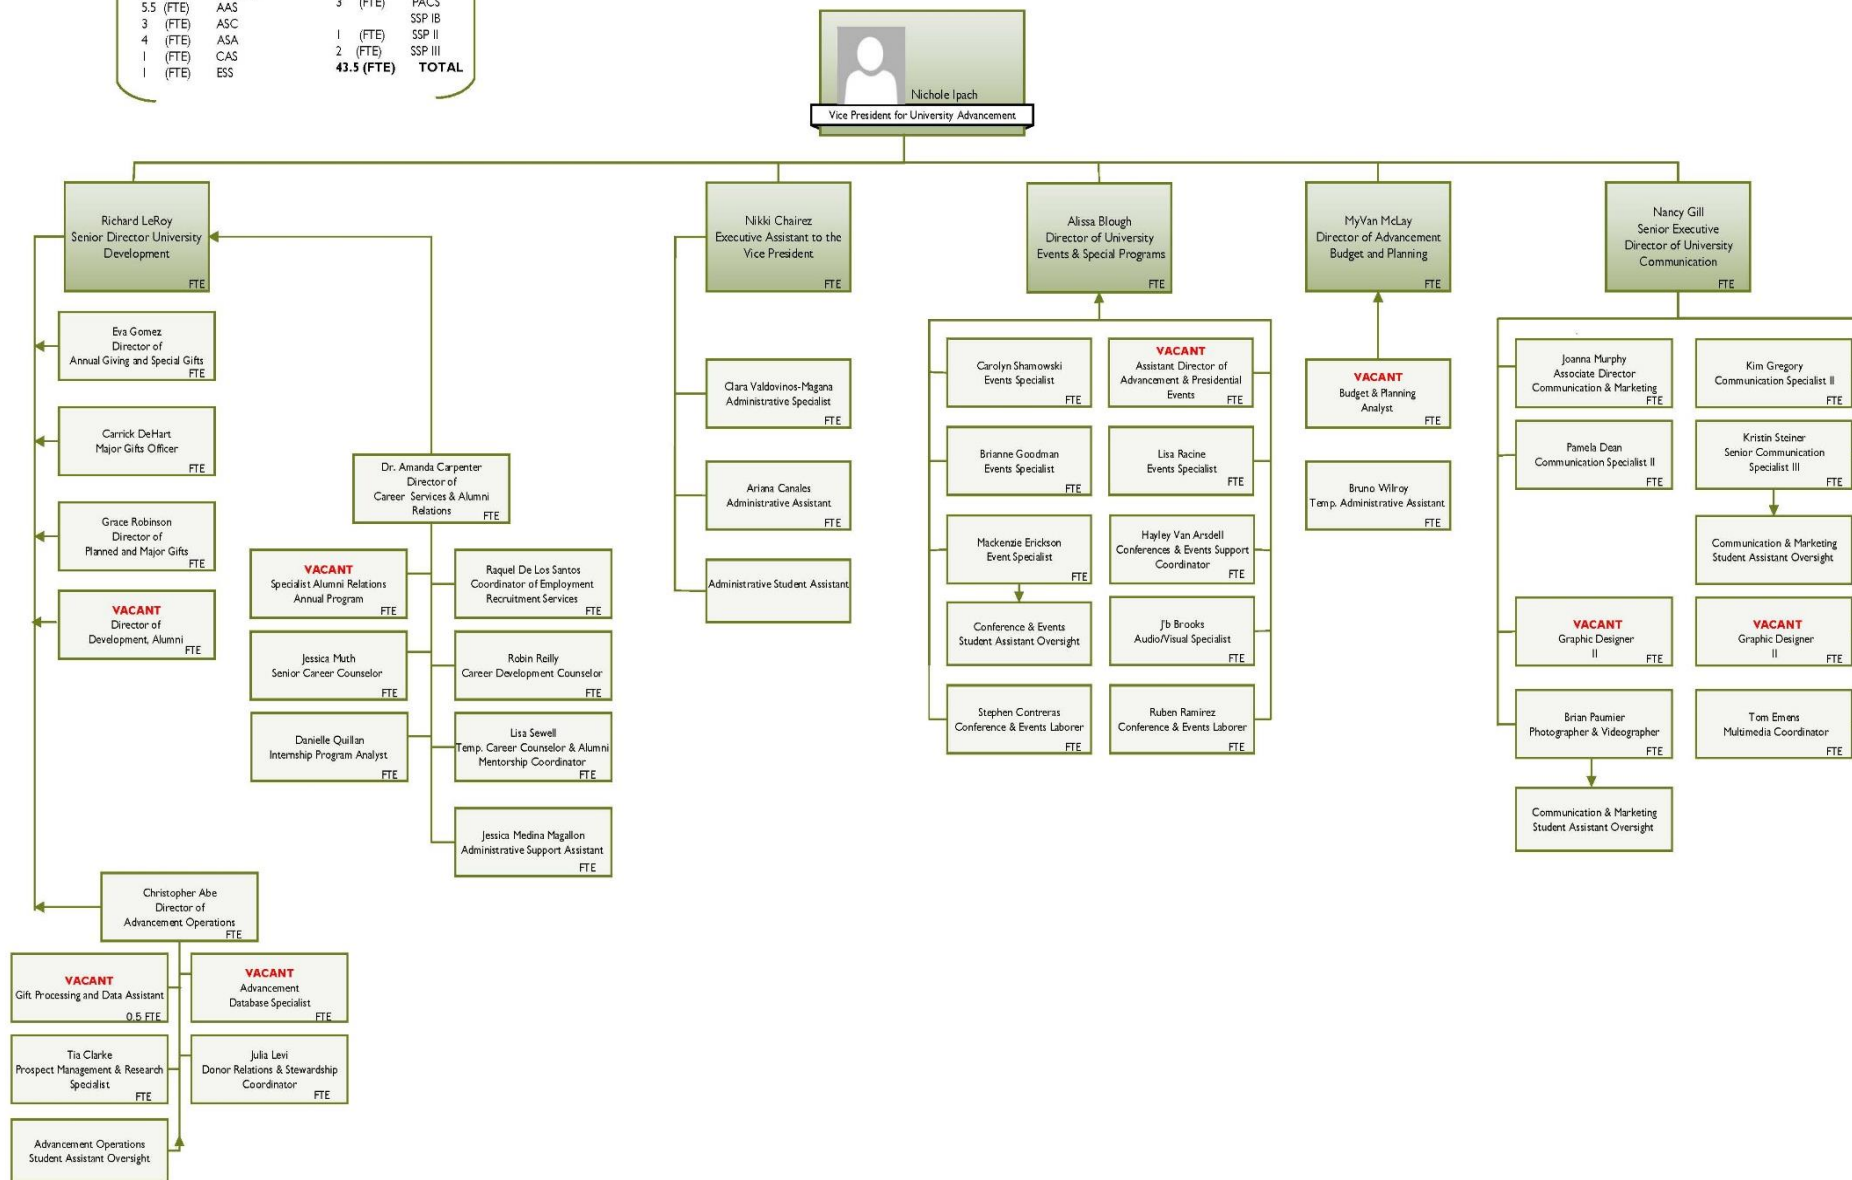 5.5 (FTE) AAS
3 (FTE) ASC
4 (FTE) ASA
1 (FTE) CAS
1 (FTE) ESS
3 (FTE) PACS
SSP IB
1 (FTE) SSP II
2 (FTE) SSP III
43.5 (FTE) TOTAL
Nichole Ipach
Vice President for University Advancement
Richard LeRoy
Senior Director University
Development
FTE
Nikki Chairez
Executive Assistant to the
Vice President
FTE
Alissa Blough
Director of University
Events & Special Programs
FTE
MyVan McLay
Director of Advancement
Budget and Planning
FTE
Nancy Gill
Senior Executive
Director of University
Communication
FTE
Eva Gomez
Director of
Annual Giving and Special Gifts
FTE
Carrick DeHart
Major Gifts Officer
FTE
Grace Robinson
Director of
Planned and Major Gifts
FTE
VACANT
Director of
Development, Alumni
FTE
Dr. Amanda Carpenter
Director of
Career Services & Alumni
Relations
FTE
VACANT
Specialist Alumni Relations
Annual Program
FTE
Raquel De Los Santos
Coordinator of Employment
Recruitment Services
FTE
Jessica Muth
Senior Career Counselor
FTE
Robin Reilly
Career Development Counselor
FTE
Danielle Quillan
Internship Program Analyst
FTE
Lisa Sewell
Temp. Career Counselor & Alumni
Mentorship Coordinator
FTE
Jessica Medina Magallon
Administrative Support Assistant
FTE
Christopher Abe
Director of
Advancement Operations
FTE
VACANT
Gift Processing and Data Assistant
0.5 FTE
VACANT
Advancement
Database Specialist
FTE
Tia Clarke
Prospect Management & Research
Specialist
FTE
Julia Levi
Donor Relations & Stewardship
Coordinator
FTE
Advancement Operations
Student Assistant Oversight
Clara Valdovinos-Magana
Administrative Specialist
FTE
Ariana Canales
Administrative Assistant
FTE
Administrative Student Assistant
Carolyn Shamowski
Events Specialist
FTE
VACANT
Assistant Director of
Advancement & Presidential
Events
FTE
Brianne Goodman
Events Specialist
FTE
Lisa Racine
Events Specialist
FTE
Mackenzie Erickson
Event Specialist
FTE
Hayley Van Arsdell
Conferences & Events Support
Coordinator
FTE
Conference & Events
Student Assistant Oversight
J'b Brooks
Audio/Visual Specialist
FTE
Stephen Contreras
Conference & Events Laborer
FTE
Ruben Ramirez
Conference & Events Laborer
FTE
VACANT
Budget & Planning
Analyst
FTE
Bruno Wilroy
Temp. Administrative Assistant
FTE
Joanna Murphy
Associate Director
Communication & Marketing
FTE
Kim Gregory
Communication Specialist II
FTE
Pamela Dean
Communication Specialist II
FTE
Kristin Steiner
Senior Communication
Specialist III
FTE
Communication & Marketing
Student Assistant Oversight
VACANT
Graphic Designer
II
FTE
VACANT
Graphic Designer
II
FTE
Brian Paumier
Photographer & Videographer
FTE
Tom Emens
Multimedia Coordinator
FTE
Communication & Marketing
Student Assistant Oversight